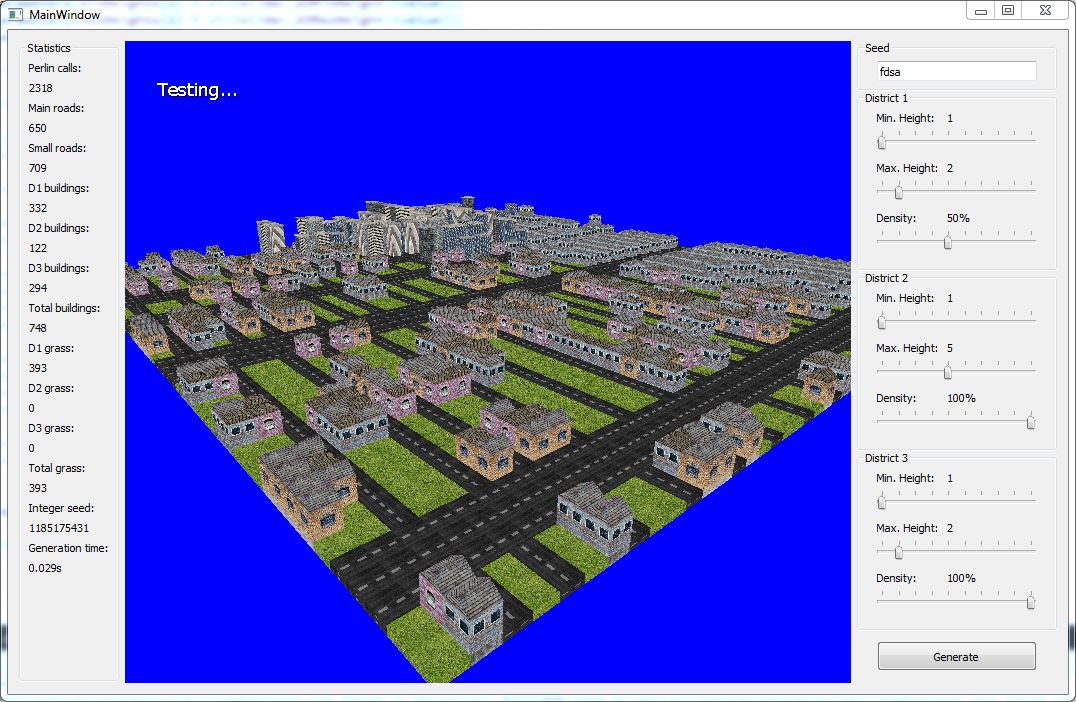 MainWindow
Statistics
Perlin calls:
2318
Main roads:
650
Small roads:
709
D1 buildings:
332
D2 buildings:
122
D3 buildings:
294
Total buildings:
748
D1 grass:
393
D2 grass:
0
D3 grass:
0
Total grass:
393
Integer seed:
1185175431
Generation time:
0.029s
Testing...
Seed
fdsa
District 1
Min. Height: 1
Max. Height: 2
Density: 50%
District 2
Min. Height: 1
Max. Height: 5
Density: 100%
District 3
Min. Height: 1
Max. Height: 2
Density: 100%
Generate